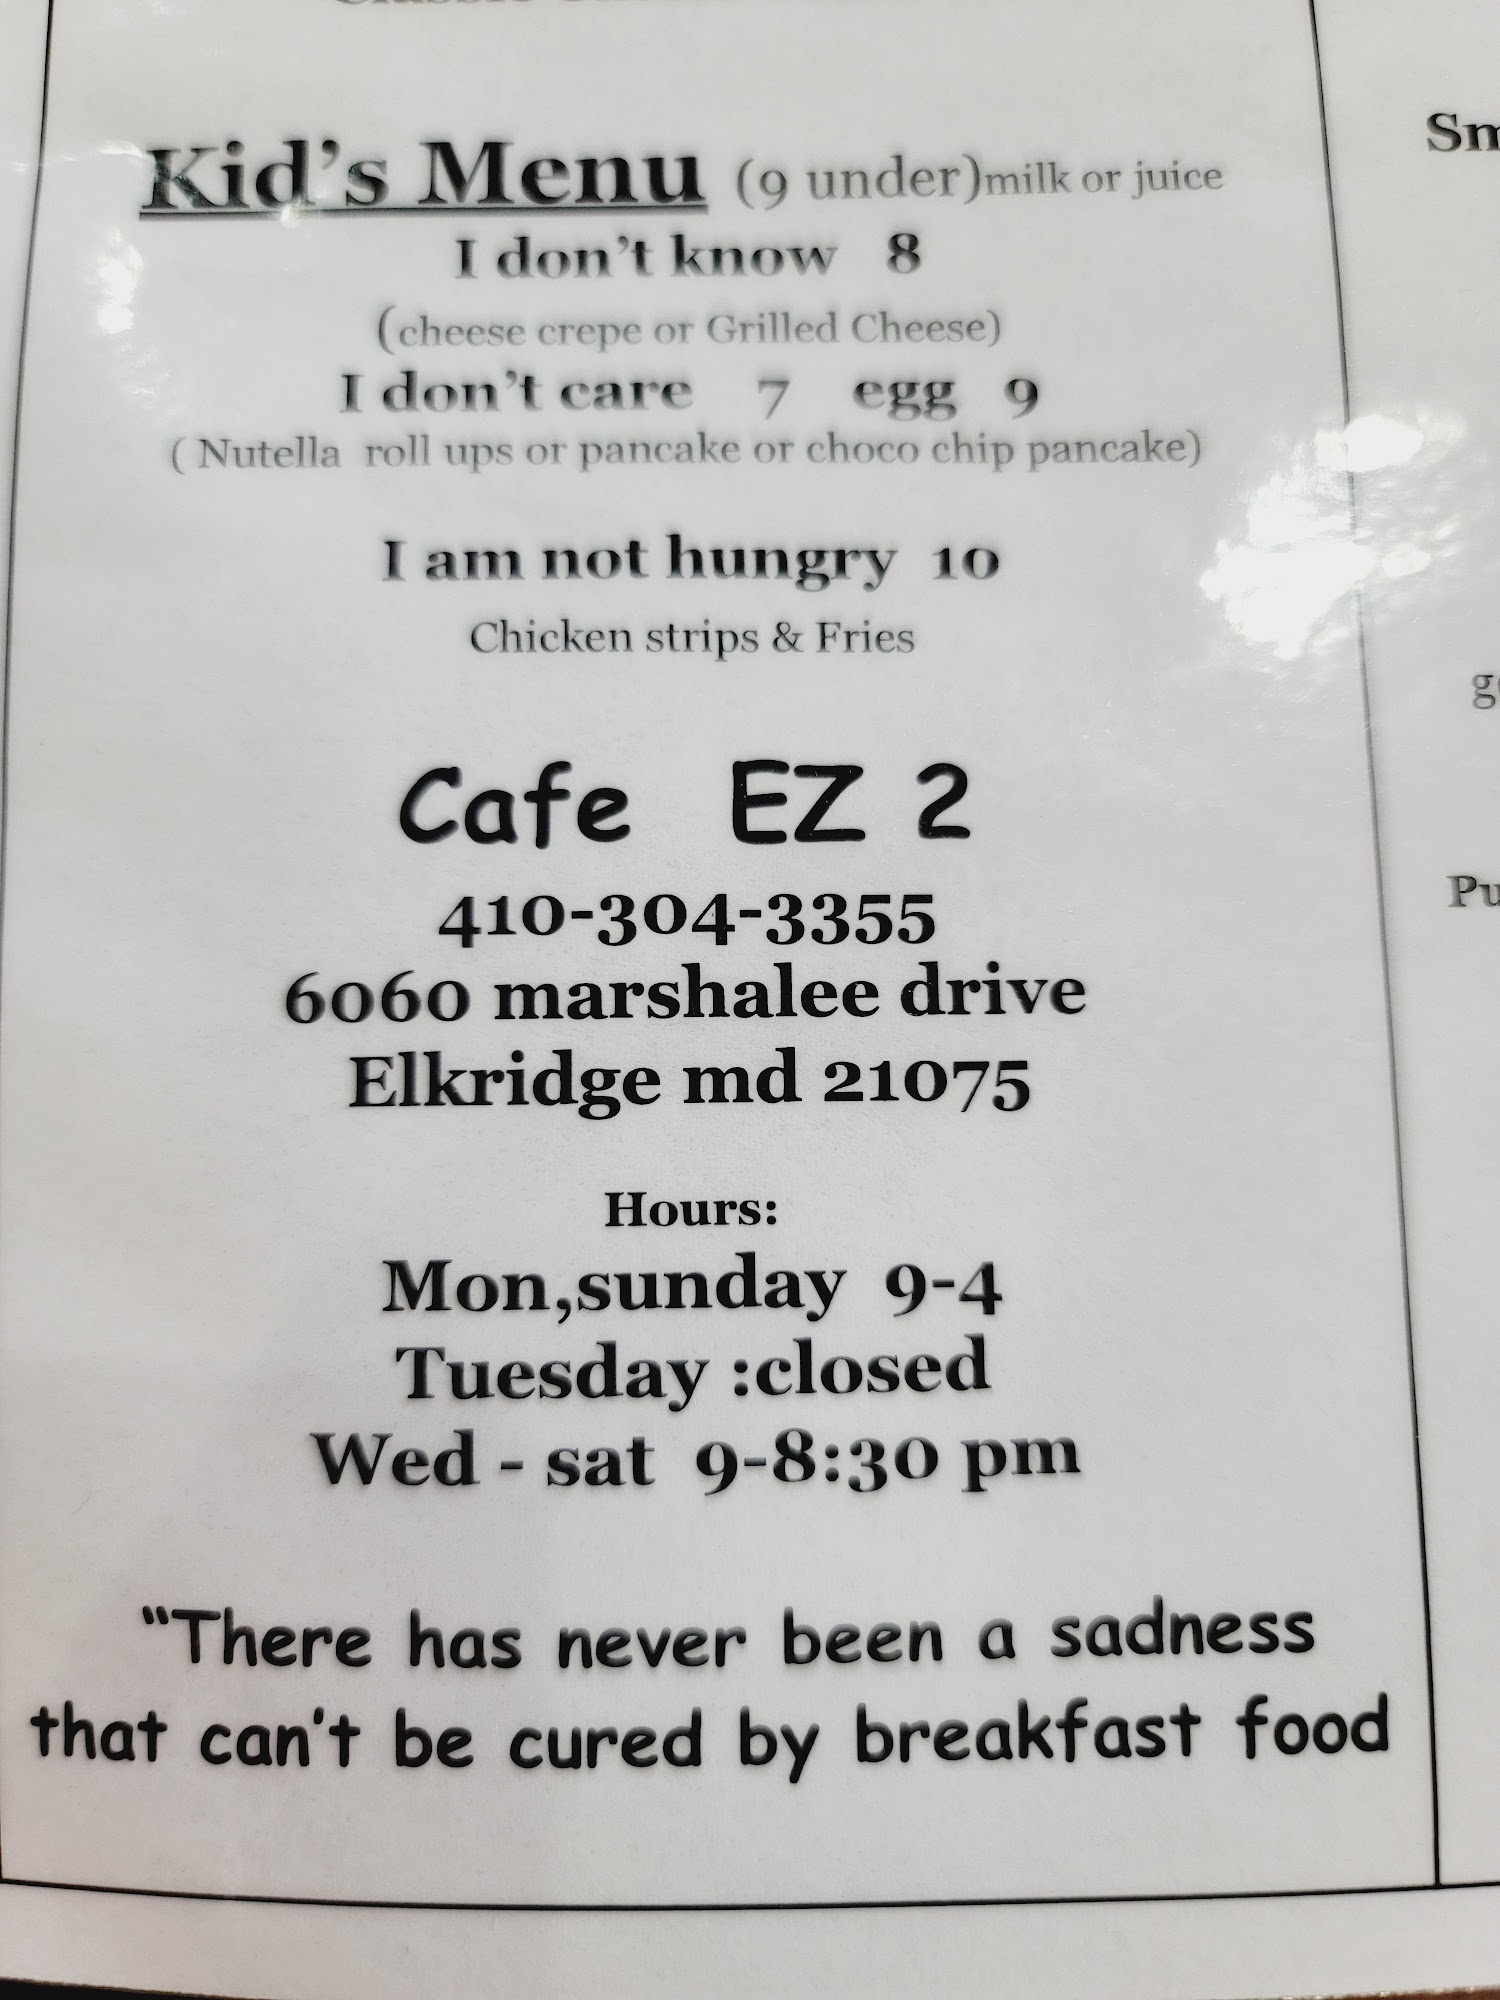 Kid's Menu (9 under)milk or juice
I don't know 8
(cheese crepe or Grilled Cheese)
I don't care 7 egg 9
( Nutella roll ups or pancake or choco chip pancake)
I am not hungry 10
Chicken strips & Fries
Cafe EZ 2
410-304-3355
6060 marshalee drive
Elkridge md 21075
Hours:
Mon,sunday 9-4
Tuesday :closed
Wed - sat 9-8:30 pm
“There has never been a sadness
that can't be cured by breakfast food